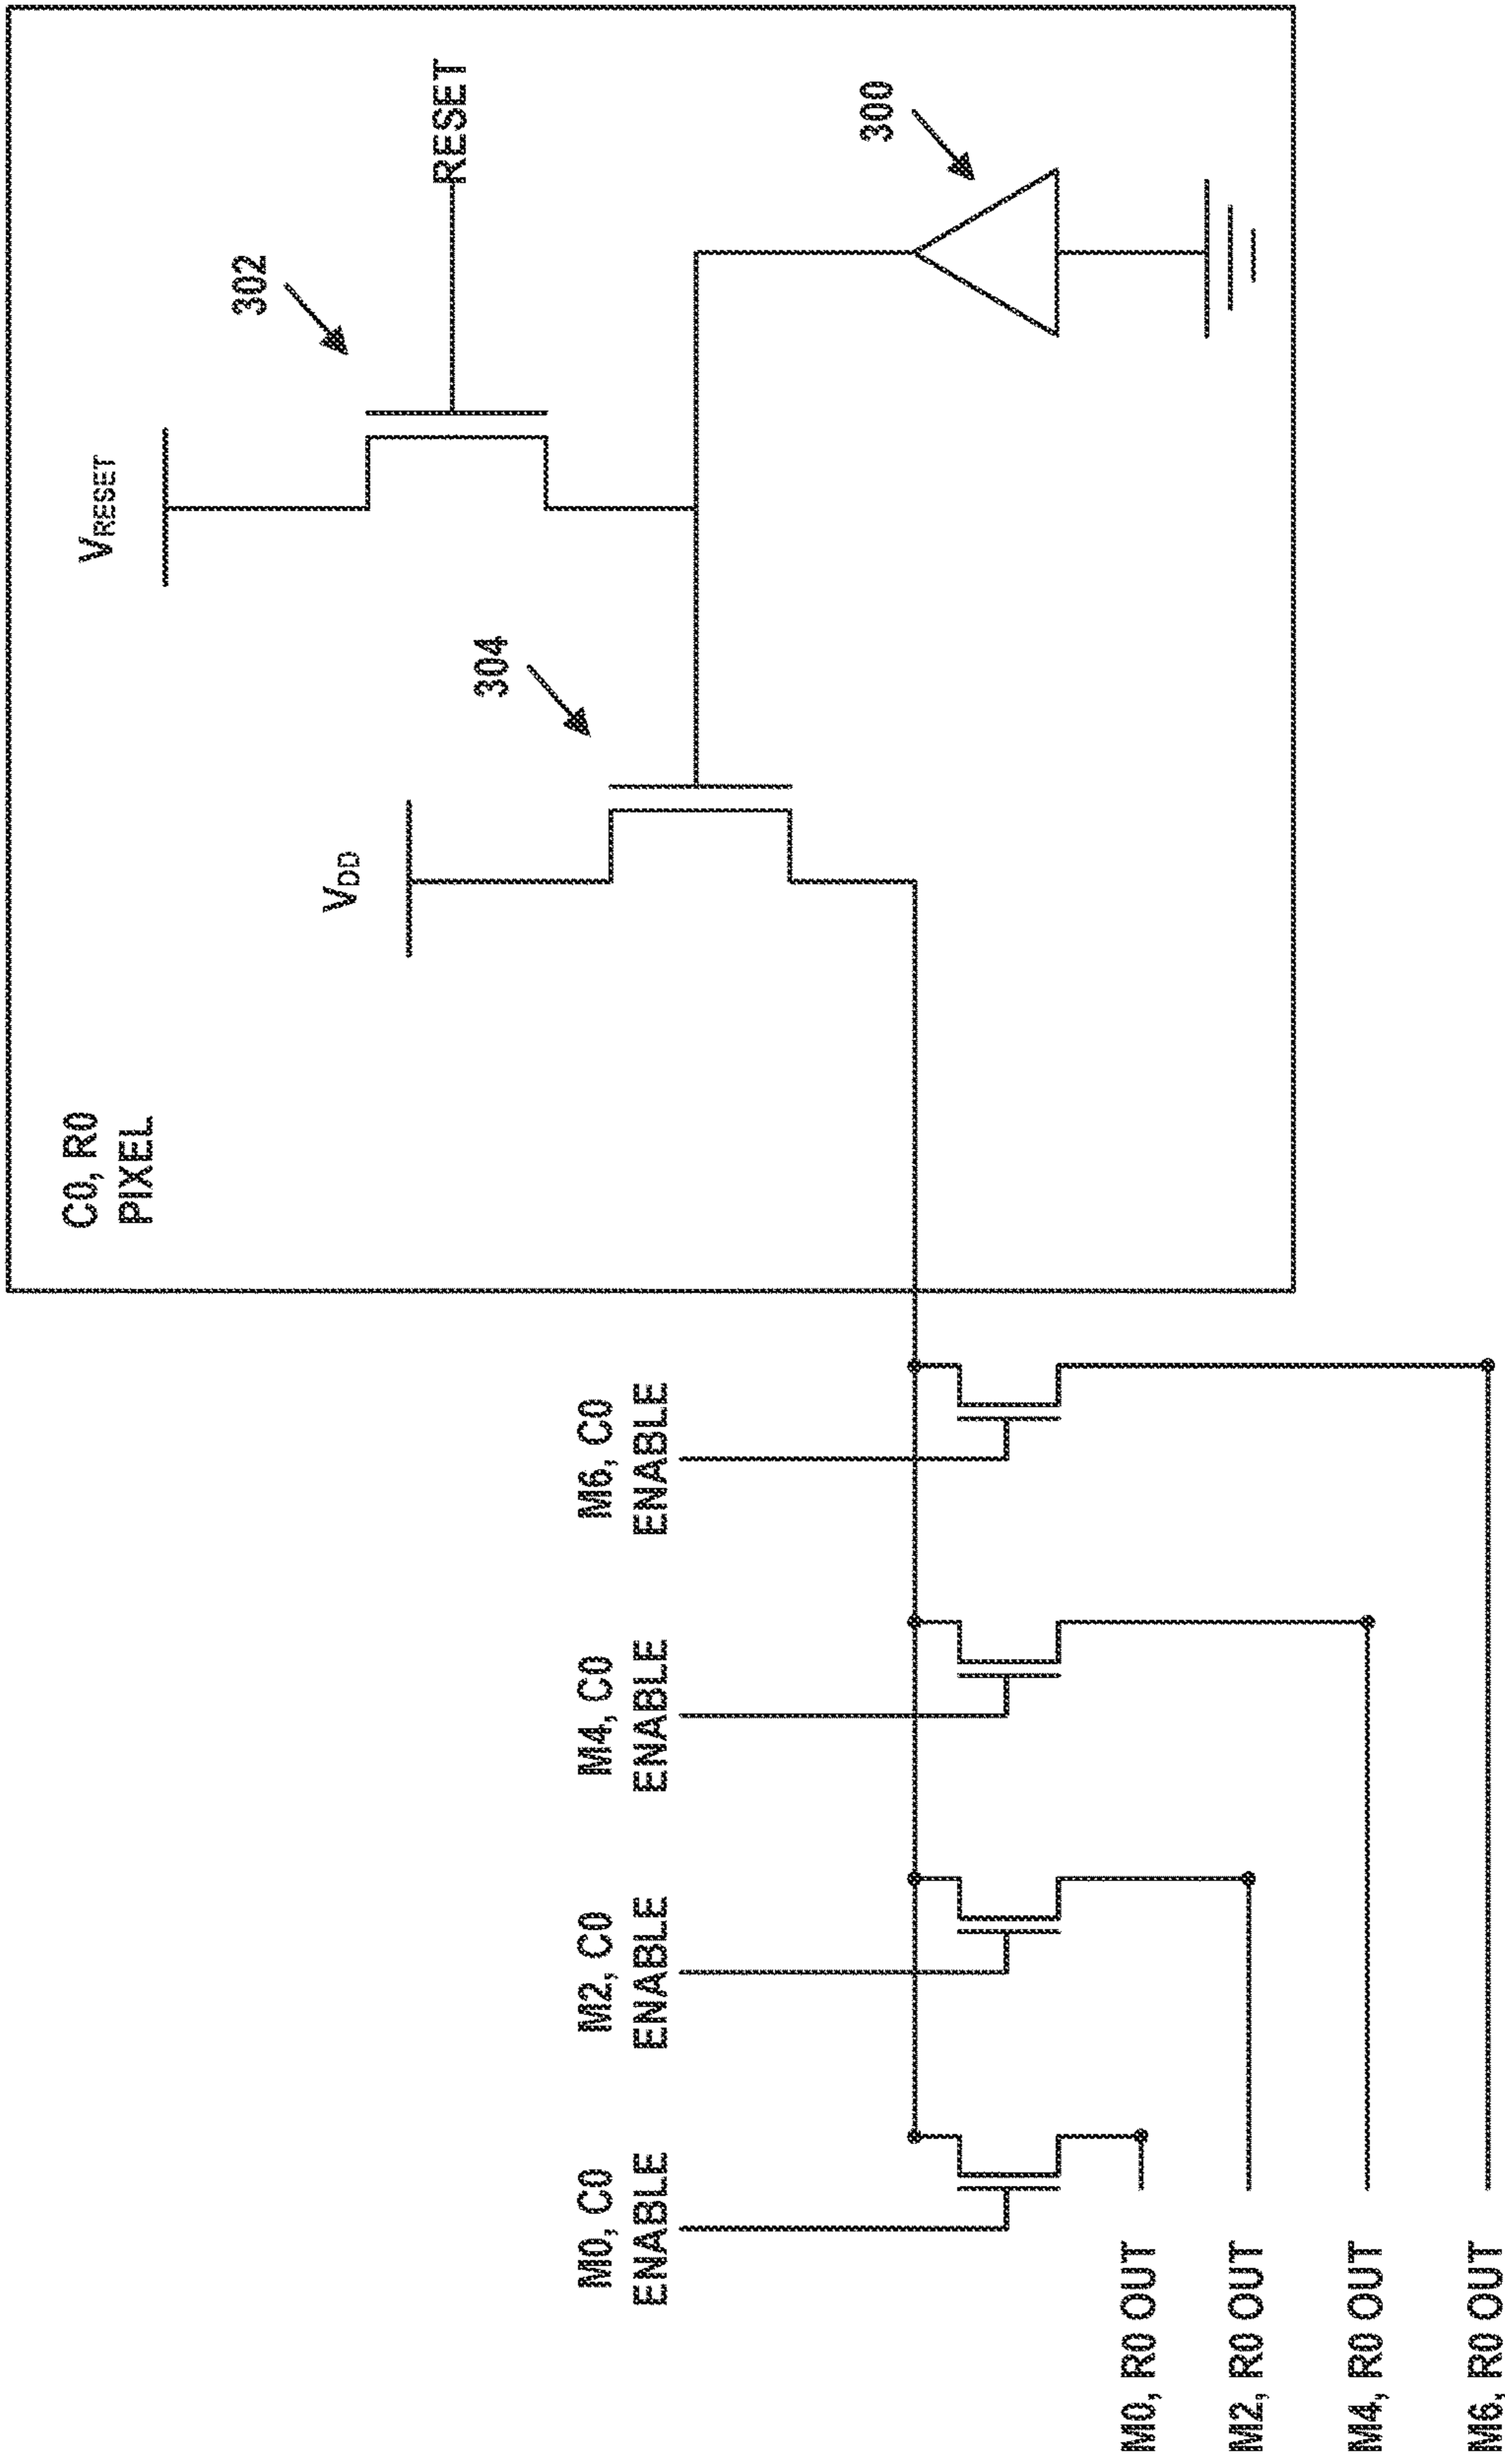 C0, R0
PIXEL
VRESET
302
RESET
VDD
304
300
M0, C0
ENABLE
M2, C0
ENABLE
M4, C0
ENABLE
M6, C0
ENABLE
M0, R0 OUT
M2, R0 OUT
M4, R0 OUT
M6, R0 OUT